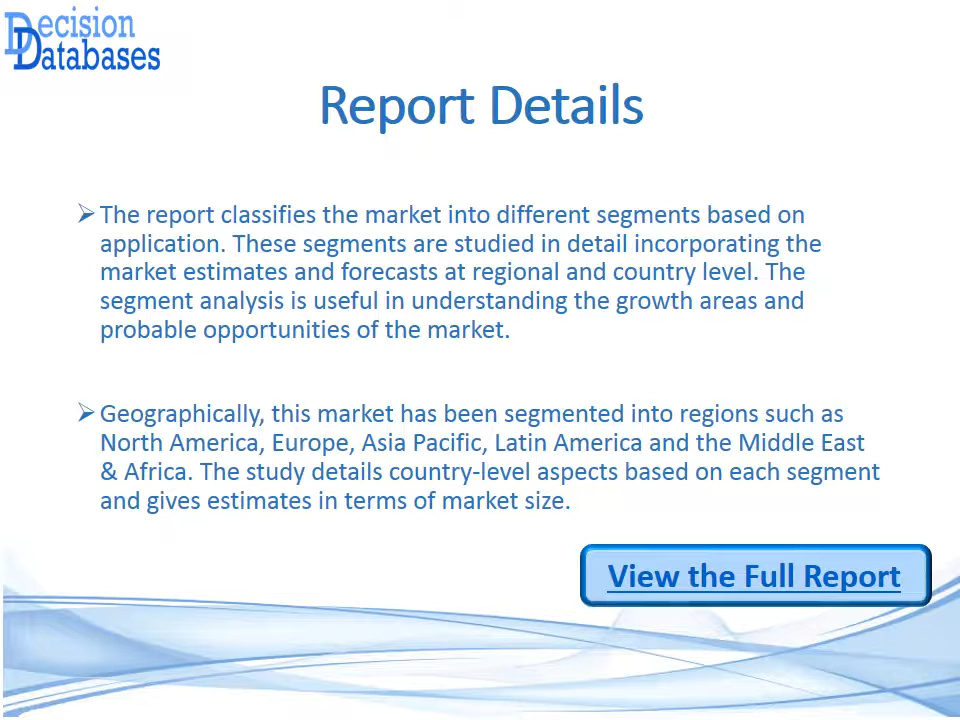 Decision
Databases
Report Details
The report classifies the market into different segments based on
application. These segments are studied in detail incorporating the
market estimates and forecasts at regional and country level. The
segment analysis is useful in understanding the growth areas and
probable opportunities of the market.
Geographically, this market has been segmented into regions such as
North America, Europe, Asia Pacific, Latin America and the Middle East
& Africa. The study details country-level aspects based on each segment
and gives estimates in terms of market size.
View the Full Report